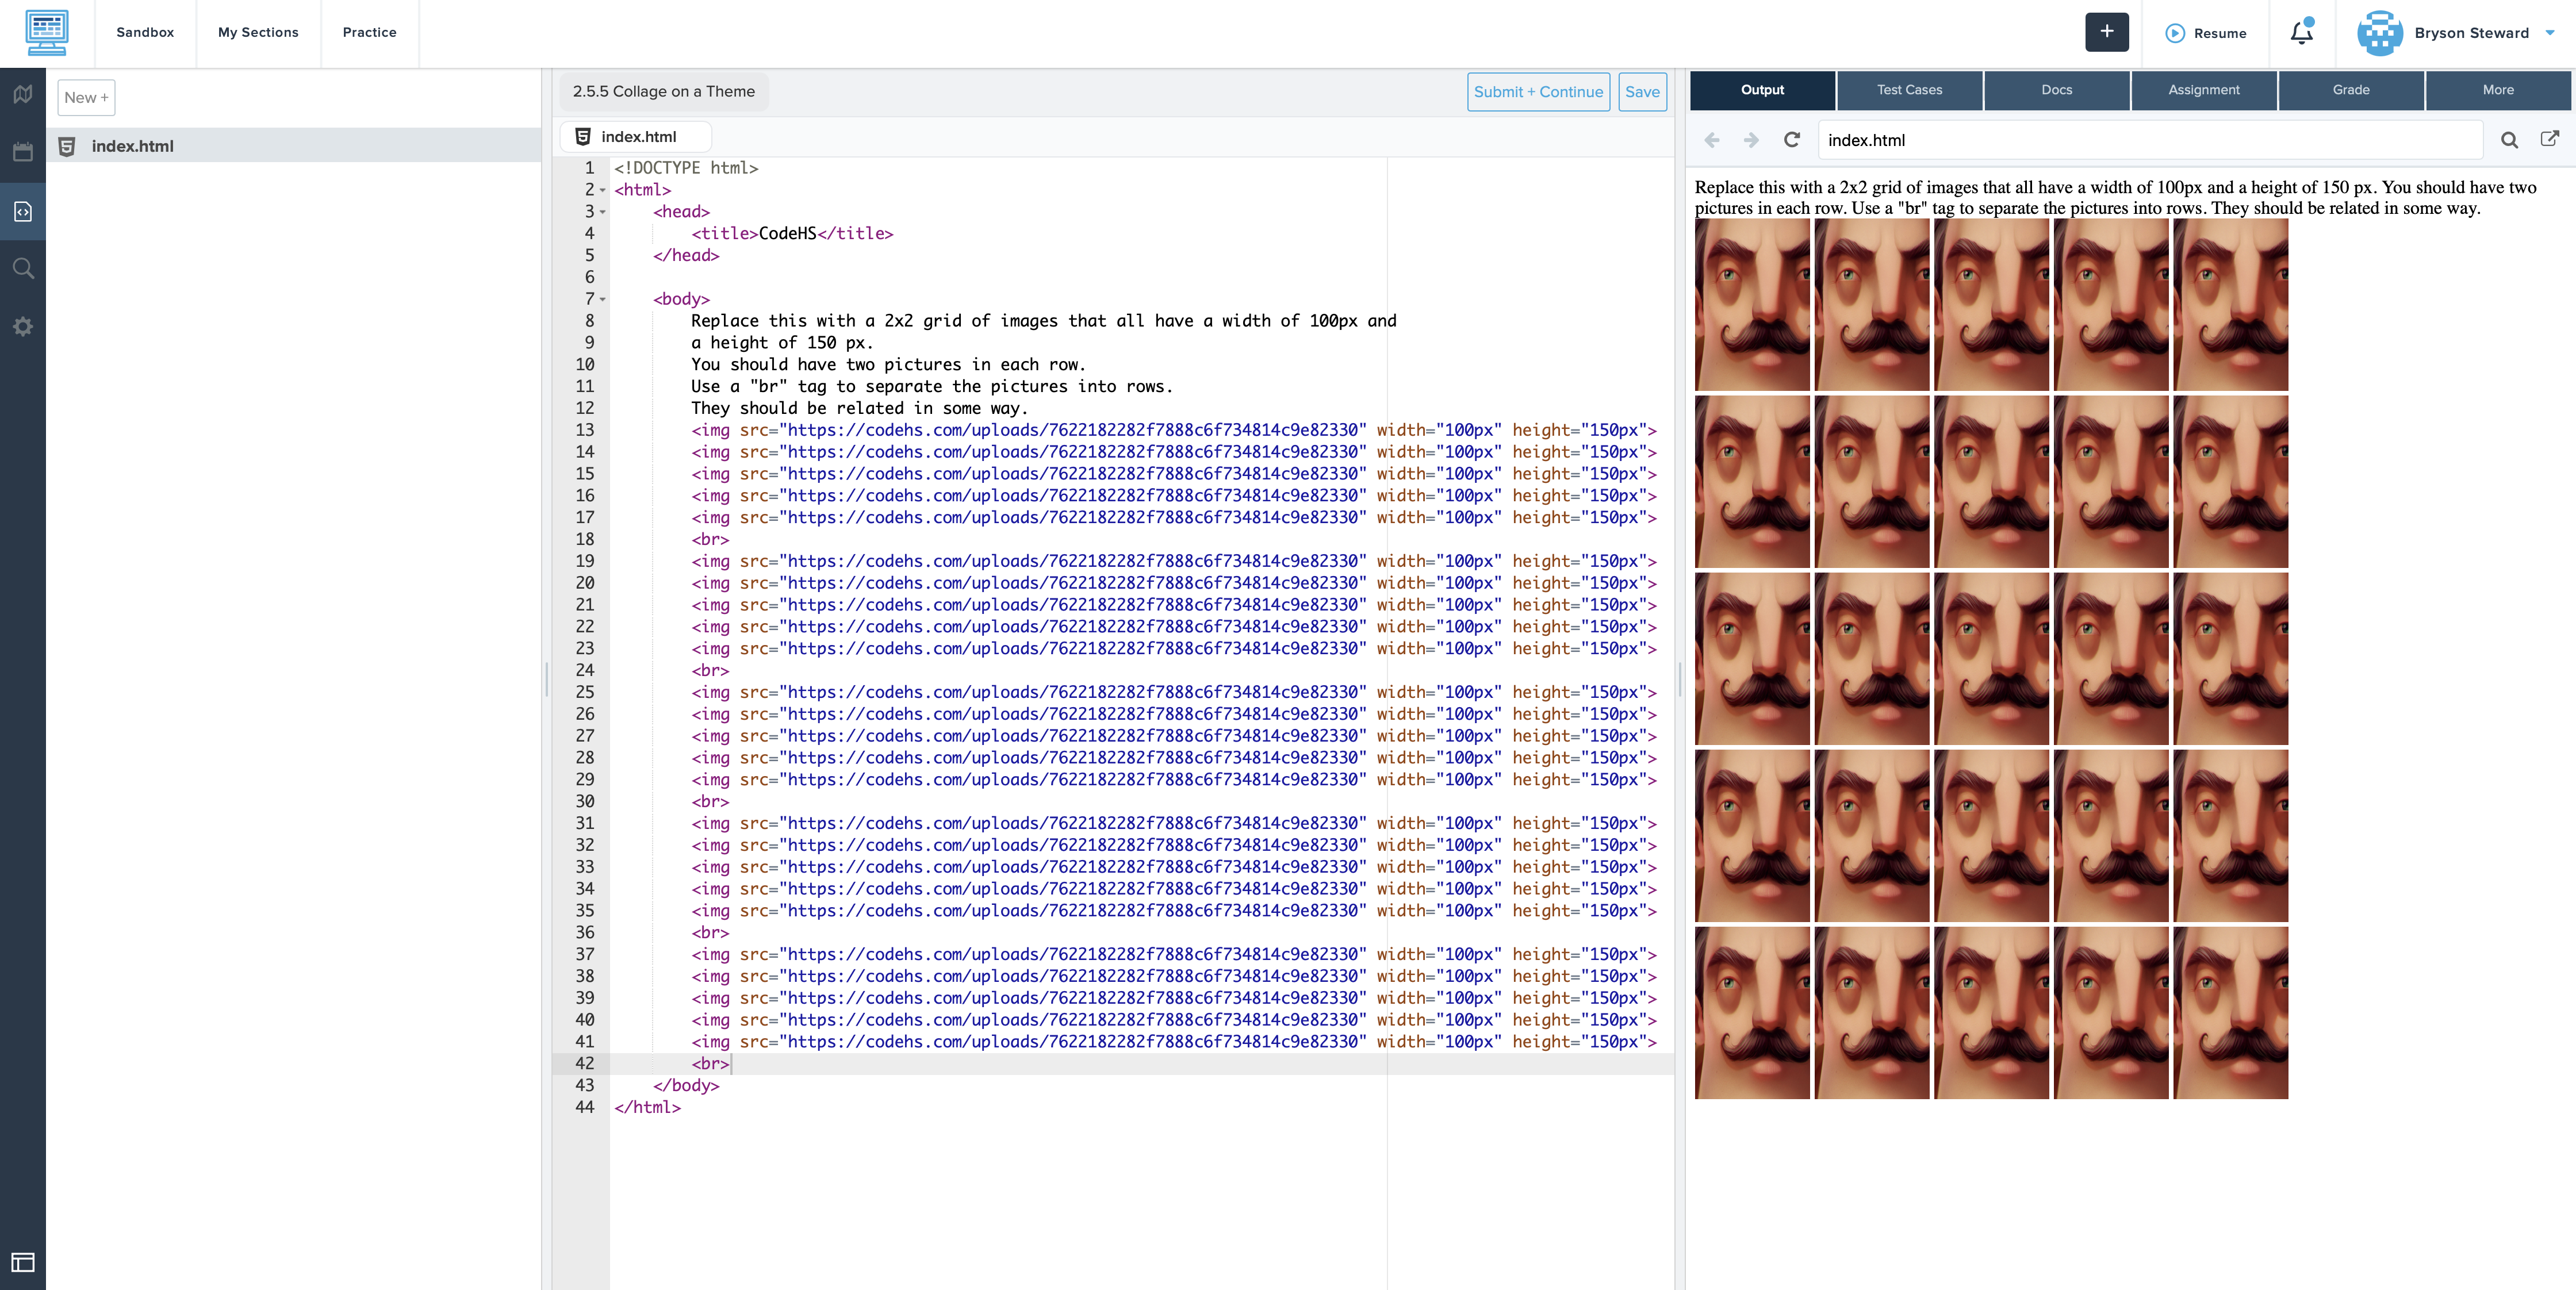 Sandbox
My Sections
Practice
+
Resume
Bryson Steward
New +
index.html
2.5.5 Collage on a Theme
Submit + Continue
Save
index.html
1 <!DOCTYPE html>
2 <html>
3 <head>
4 <title>CodeHS</title>
5 </head>
6
7 <body>
8 Replace this with a 2x2 grid of images that all have a width of 100px and
9 a height of 150 px.
10 You should have two pictures in each row.
11 Use a "br" tag to separate the pictures into rows.
12 They should be related in some way.
13 <img src="https://codehs.com/uploads/7622182282f7888c6f734814c9e82330" width="100px" height="150px">
14 <img src="https://codehs.com/uploads/7622182282f7888c6f734814c9e82330" width="100px" height="150px">
15 <img src="https://codehs.com/uploads/7622182282f7888c6f734814c9e82330" width="100px" height="150px">
16 <img src="https://codehs.com/uploads/7622182282f7888c6f734814c9e82330" width="100px" height="150px">
17 <img src="https://codehs.com/uploads/7622182282f7888c6f734814c9e82330" width="100px" height="150px">
18 <br>
19 <img src="https://codehs.com/uploads/7622182282f7888c6f734814c9e82330" width="100px" height="150px">
20 <img src="https://codehs.com/uploads/7622182282f7888c6f734814c9e82330" width="100px" height="150px">
21 <img src="https://codehs.com/uploads/7622182282f7888c6f734814c9e82330" width="100px" height="150px">
22 <img src="https://codehs.com/uploads/7622182282f7888c6f734814c9e82330" width="100px" height="150px">
23 <img src="https://codehs.com/uploads/7622182282f7888c6f734814c9e82330" width="100px" height="150px">
24 <br>
25 <img src="https://codehs.com/uploads/7622182282f7888c6f734814c9e82330" width="100px" height="150px">
26 <img src="https://codehs.com/uploads/7622182282f7888c6f734814c9e82330" width="100px" height="150px">
27 <img src="https://codehs.com/uploads/7622182282f7888c6f734814c9e82330" width="100px" height="150px">
28 <img src="https://codehs.com/uploads/7622182282f7888c6f734814c9e82330" width="100px" height="150px">
29 <img src="https://codehs.com/uploads/7622182282f7888c6f734814c9e82330" width="100px" height="150px">
30 <br>
31 <img src="https://codehs.com/uploads/7622182282f7888c6f734814c9e82330" width="100px" height="150px">
32 <img src="https://codehs.com/uploads/7622182282f7888c6f734814c9e82330" width="100px" height="150px">
33 <img src="https://codehs.com/uploads/7622182282f7888c6f734814c9e82330" width="100px" height="150px">
34 <img src="https://codehs.com/uploads/7622182282f7888c6f734814c9e82330" width="100px" height="150px">
35 <img src="https://codehs.com/uploads/7622182282f7888c6f734814c9e82330" width="100px" height="150px">
36 <br>
37 <img src="https://codehs.com/uploads/7622182282f7888c6f734814c9e82330" width="100px" height="150px">
38 <img src="https://codehs.com/uploads/7622182282f7888c6f734814c9e82330" width="100px" height="150px">
39 <img src="https://codehs.com/uploads/7622182282f7888c6f734814c9e82330" width="100px" height="150px">
40 <img src="https://codehs.com/uploads/7622182282f7888c6f734814c9e82330" width="100px" height="150px">
41 <img src="https://codehs.com/uploads/7622182282f7888c6f734814c9e82330" width="100px" height="150px">
42 <br>
43 </body>
44 </html>
Output
Test Cases
Docs
Assignment
Grade
More
index.html
Replace this with a 2x2 grid of images that all have a width of 100px and a height of 150 px. You should have two
pictures in each row. Use a "br" tag to separate the pictures into rows. They should be related in some way.